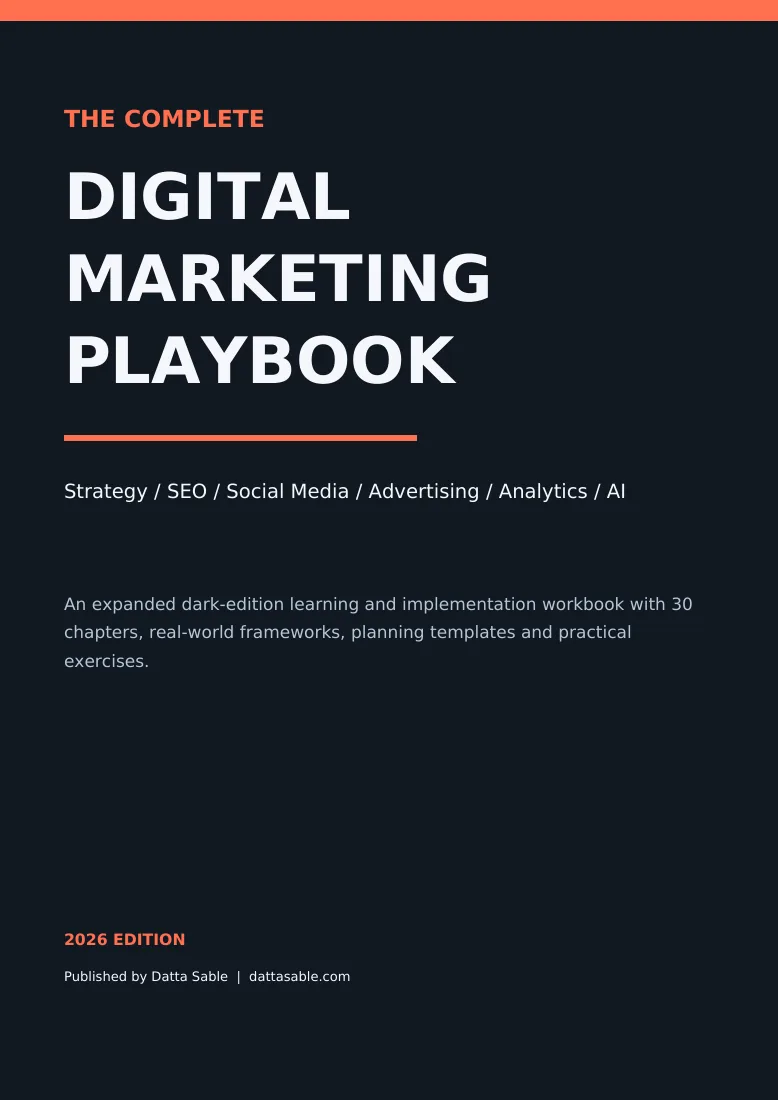 THE COMPLETE
DIGITAL
MARKETING
PLAYBOOK
Strategy / SEO / Social Media / Advertising / Analytics / AI
An expanded dark-edition learning and implementation workbook with 30
chapters, real-world frameworks, planning templates and practical
exercises.
2026 EDITION
Published by Datta Sable | dattasable.com